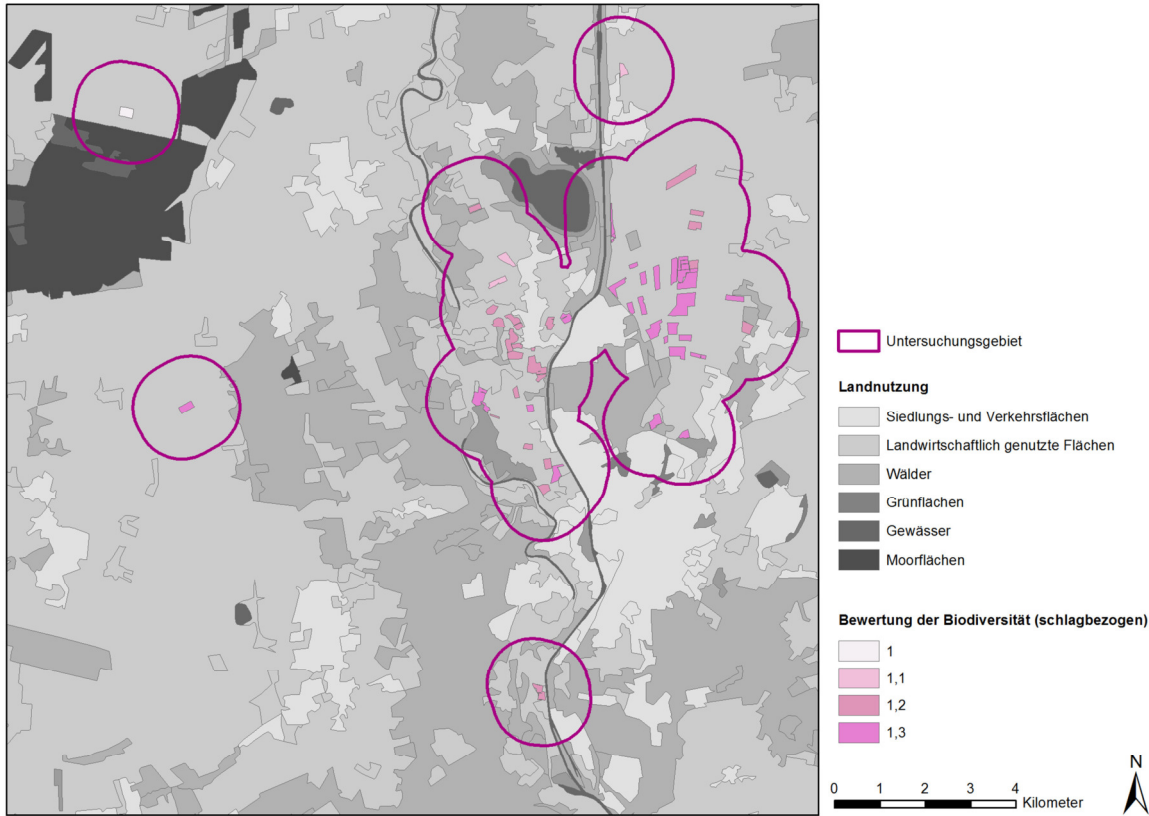 Untersuchungsgebiet
Landnutzung
Siedlungs- und Verkehrsflächen
Landwirtschaftlich genutzte Flächen
Wälder
Grünflächen
Gewässer
Moorflächen
Bewertung der Biodiversität (schlagbezogen)
1
1,1
1,2
1,3
N
0 1 2 3 4 Kilometer